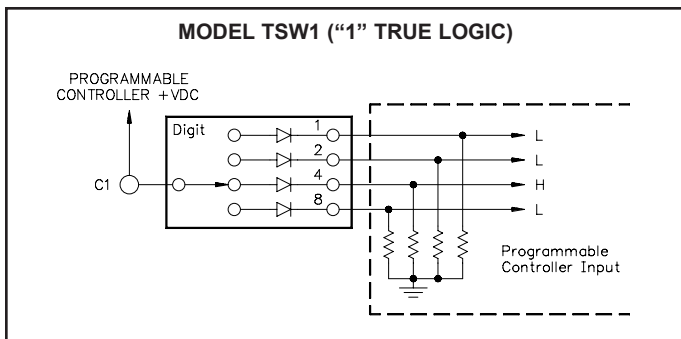 MODEL TSW1 (“1” TRUE LOGIC)
PROGRAMMABLE
CONTROLLER +VDC
Digit
C1
1
2
4
8
L
L
H
L
Programmable
Controller Input